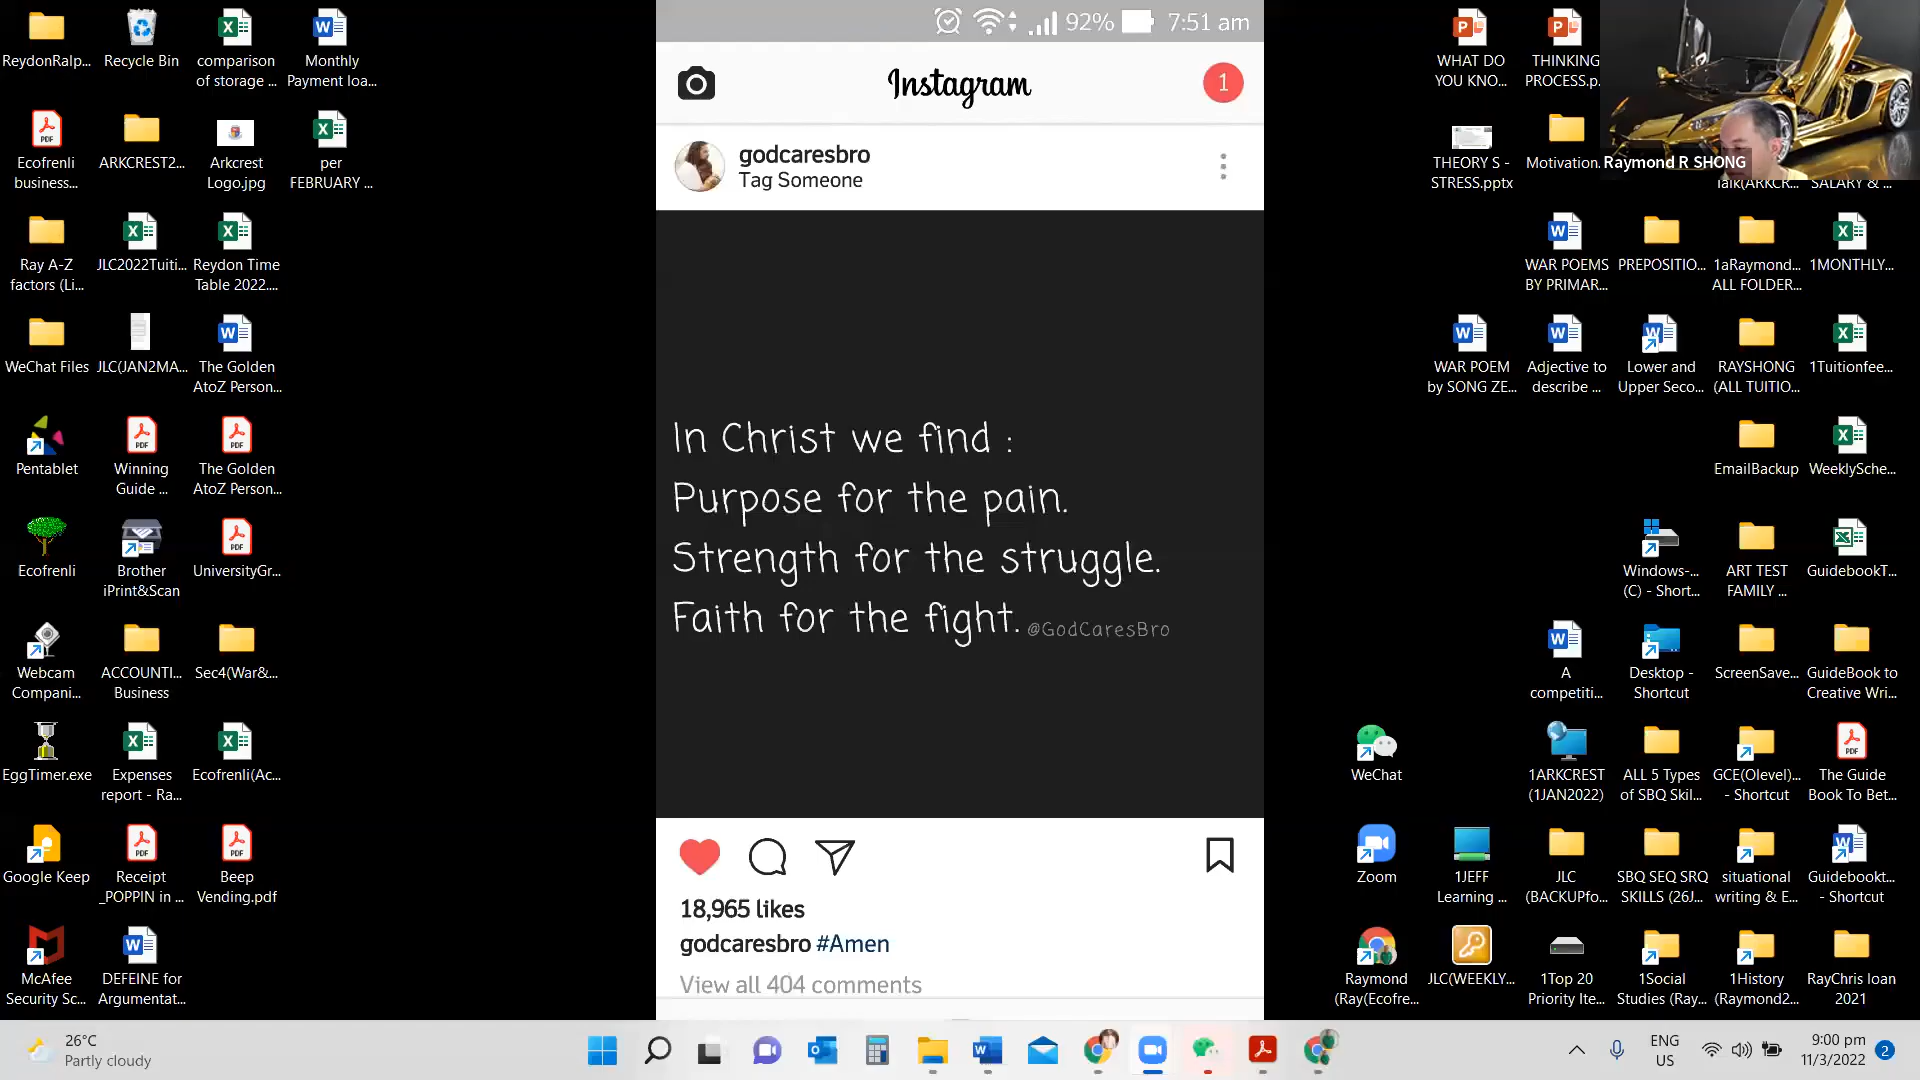 ReydonRalp...
Recycle Bin
comparison
of storage ...
Monthly
Payment loa...
Ecofrenli
business...
ARKCREST2...
Arkcrest
Logo.jpg
per
FEBRUARY ...
Ray A-Z
factors (Li...
JLC2022Tuiti...
Reydon Time
Table 2022....
WeChat Files
JLC(JAN2MA...
The Golden
AtoZ Person...
Pentablet
Winning
Guide ...
The Golden
AtoZ Person...
Ecofrenli
Brother
iPrint&Scan
UniversityGr...
Webcam
Compani...
ACCOUNTI...
Business
Sec4(War&...
EggTimer.exe
Expenses
report - Ra...
Ecofrenli(Ac...
Google Keep
Receipt
_POPPIN in ...
Beep
Vending.pdf
McAfee
Security Sc...
DEFEINE for
Argumentat...
92% 7:51 am
Instagram
1
godcaresbro
Tag Someone
In Christ we find :
Purpose for the pain.
Strength for the struggle.
Faith for the fight. @GodCaresBro
18,965 likes
godcaresbro #Amen
View all 404 comments
WHAT DO
YOU KNO...
THINKING
PROCESS.p...
Raymond R SHONG
THEORY S -
STRESS.pptx
Motivation...
Talk(ARKCR...
SALARY & ...
WAR POEMS
BY PRIMAR...
PREPOSITIO...
1aRaymond...
ALL FOLDER...
1MONTHLY...
WAR POEM
by SONG ZE...
Adjective to
describe ...
Lower and
Upper Seco...
RAYSHONG
(ALL TUITIO...
1Tuitionfee...
EmailBackup
WeeklySche...
Windows-...
(C) - Short...
ART TEST
FAMILY ...
GuidebookT...
A
competiti...
Desktop -
Shortcut
ScreenSave...
GuideBook to
Creative Wri...
WeChat
1ARKCREST
(1JAN2022)
ALL 5 Types
of SBQ Skil...
GCE(Olevel)...
- Shortcut
The Guide
Book To Bet...
Zoom
1JEFF
Learning ...
JLC
(BACKUPfo...
SBQ SEQ SRQ
SKILLS (26J...
situational
writing & E...
Guidebookt...
- Shortcut
Raymond
(Ray(Ecofre...
JLC(WEEKLY...
1Top 20
Priority Ite...
1Social
Studies (Ray...
1History
(Raymond2...
RayChris loan
2021
26°C
Partly cloudy
ENG
US
9:00 pm
11/3/2022
2